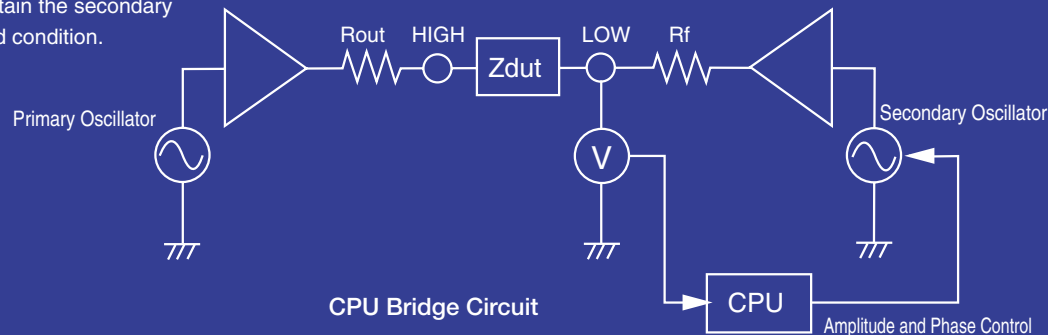 tain the secondary
d condition.
Rout HIGH LOW Rf
Zdut
Primary Oscillator
Secondary Oscillator
V
CPU
CPU Bridge Circuit
Amplitude and Phase Control